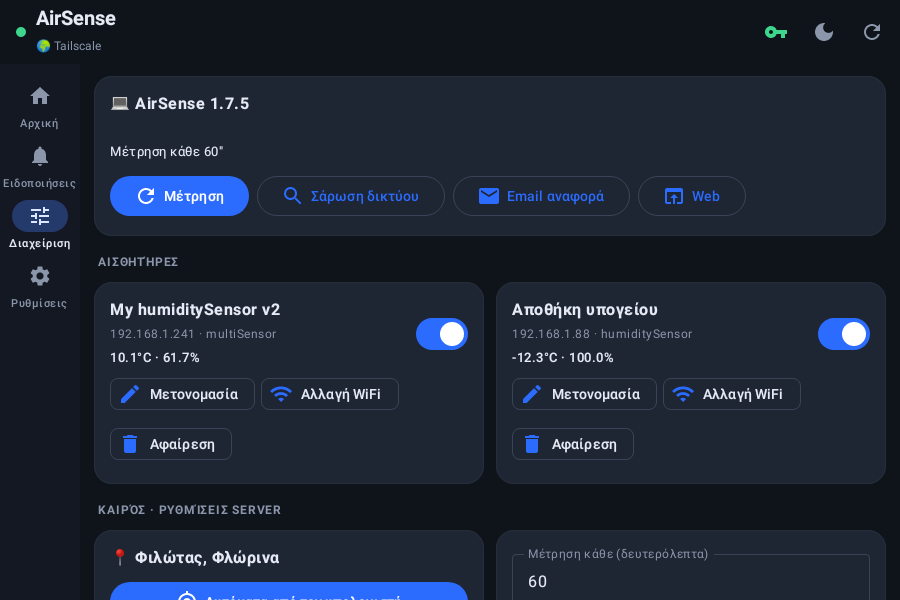 AirSense
Tailscale
Αρχική
Ειδοποιήσεις
Διαχείριση
Ρυθμίσεις
AirSense 1.7.5
Μέτρηση κάθε 60"
Μέτρηση
Σάρωση δικτύου
Email αναφορά
Web
ΑΙΣΘΗΤΉΡΕΣ
My humiditySensor v2
192.168.1.241 · multiSensor
10.1°C · 61.7%
Μετονομασία
Αλλαγή WiFi
Αφαίρεση
Αποθήκη υπογείου
192.168.1.88 · humiditySensor
-12.3°C · 100.0%
Μετονομασία
Αλλαγή WiFi
Αφαίρεση
ΚΑΙΡΌΣ · ΡΥΘΜΊΣΕΙΣ SERVER
Φιλώτας, Φλώρινα
Μέτρηση κάθε (δευτερόλεπτα)
60